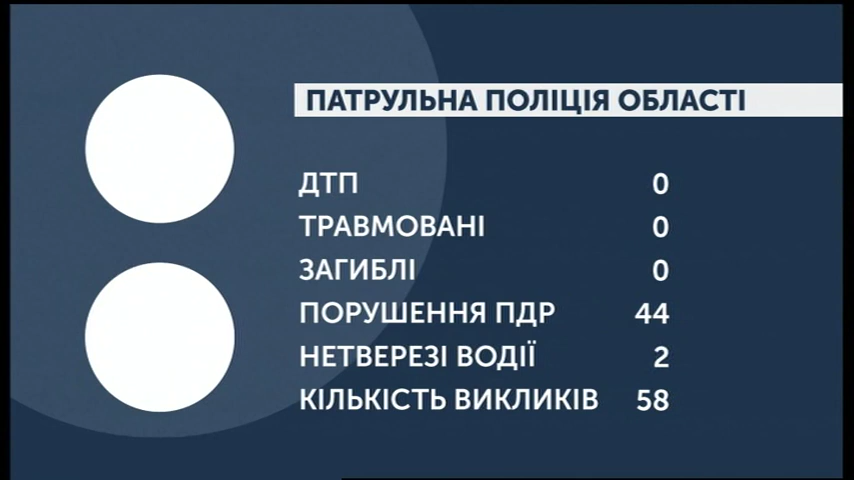 ПАТРУЛЬНА ПОЛІЦІЯ ОБЛАСТІ
ДТП 0
ТРАВМОВАНІ 0
ЗАГИБЛІ 0
ПОРУШЕННЯ ПДР 44
НЕТВЕРЕЗІ ВОДІЇ 2
КІЛЬКІСТЬ ВИКЛИКІВ 58